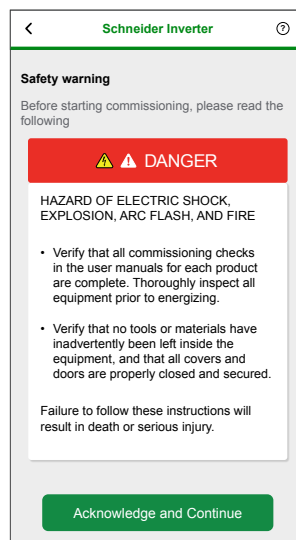 Schneider Inverter
Safety warning
Before starting commissioning, please read the
following
DANGER
HAZARD OF ELECTRIC SHOCK,
EXPLOSION, ARC FLASH, AND FIRE
• Verify that all commissioning checks
in the user manuals for each product
are complete. Thoroughly inspect all
equipment prior to energizing.
• Verify that no tools or materials have
inadvertently been left inside the
equipment, and that all covers and
doors are properly closed and secured.
Failure to follow these instructions will
result in death or serious injury.
Acknowledge and Continue